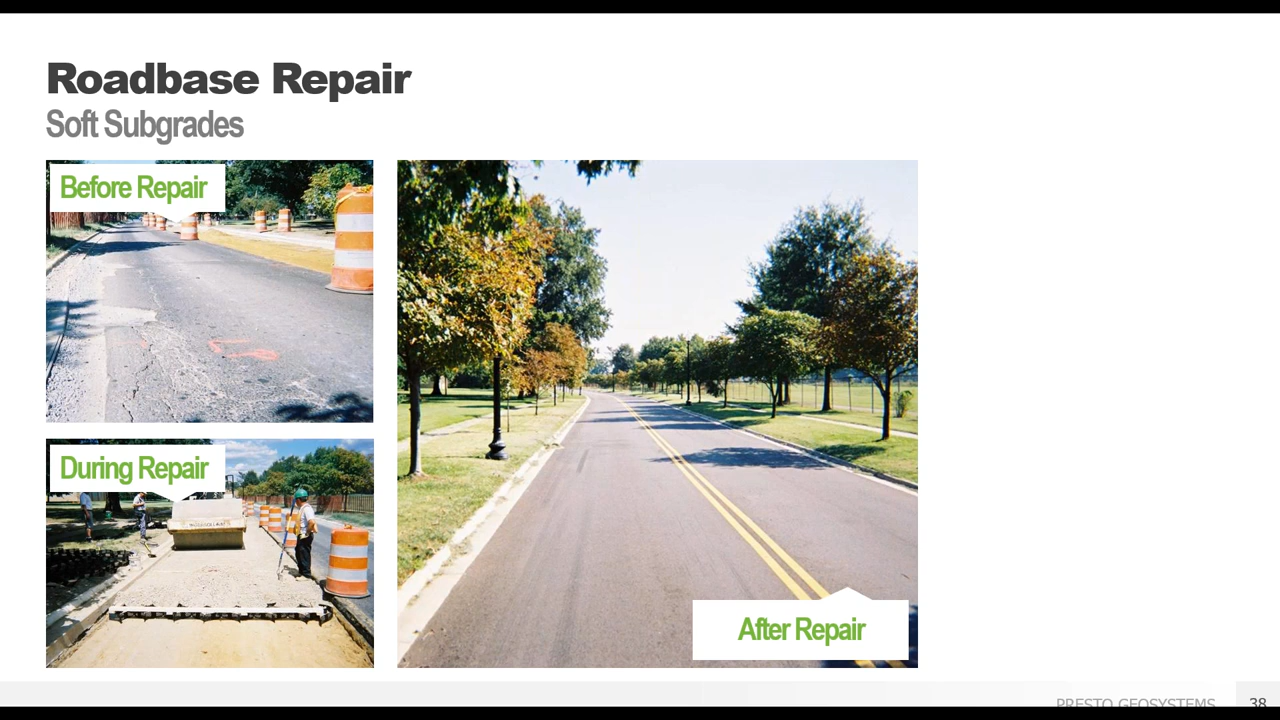 Roadbase Repair
Soft Subgrades
Before Repair
During Repair
After Repair
PRESTO GEOSYSTEMS
38